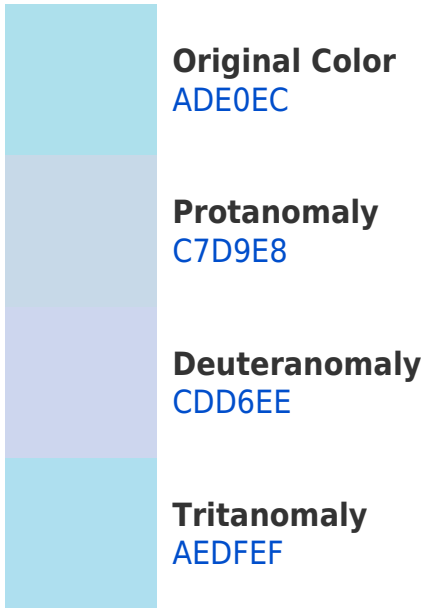 Original Color
ADE0EC
Protanomaly
C7D9E8
Deuteranomaly
CDD6EE
Tritanomaly
AEDFEF